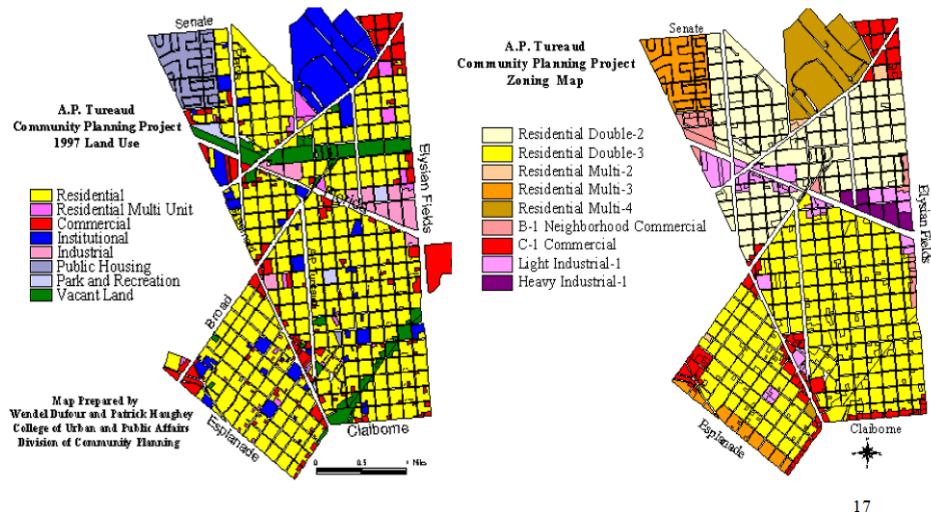 Senate
A.P. Tureaud
Community Planning Project
1997 Land Use
Residential
Residential Multi Unit
Commercial
Institutional
Industrial
Public Housing
Park and Recreation
Vacant Land
Elysian Fields
Broad
A.P. Tureaud
Esplanade
Claiborne
Map Prepared by
Wendel Dufour and Patrick Haughey
College of Urban and Public Affairs
Division of Community Planning
0 0.5 1 Miles
Senate
A.P. Tureaud
Community Planning Project
Zoning Map
Residential Double-2
Residential Double-3
Residential Multi-2
Residential Multi-3
Residential Multi-4
B-1 Neighborhood Commercial
C-1 Commercial
Light Industrial-1
Heavy Industrial-1
Elysian Fields
Esplanade
Claiborne
17